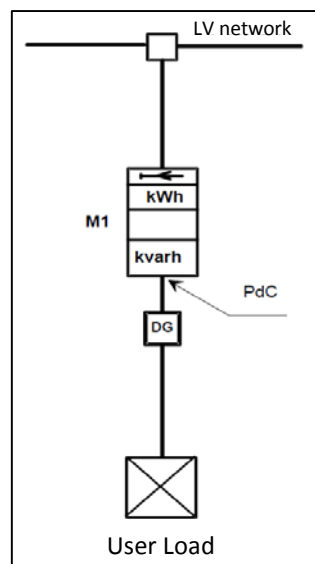 LV network
kWh
M1
kvarh
PdC
DG
User Load